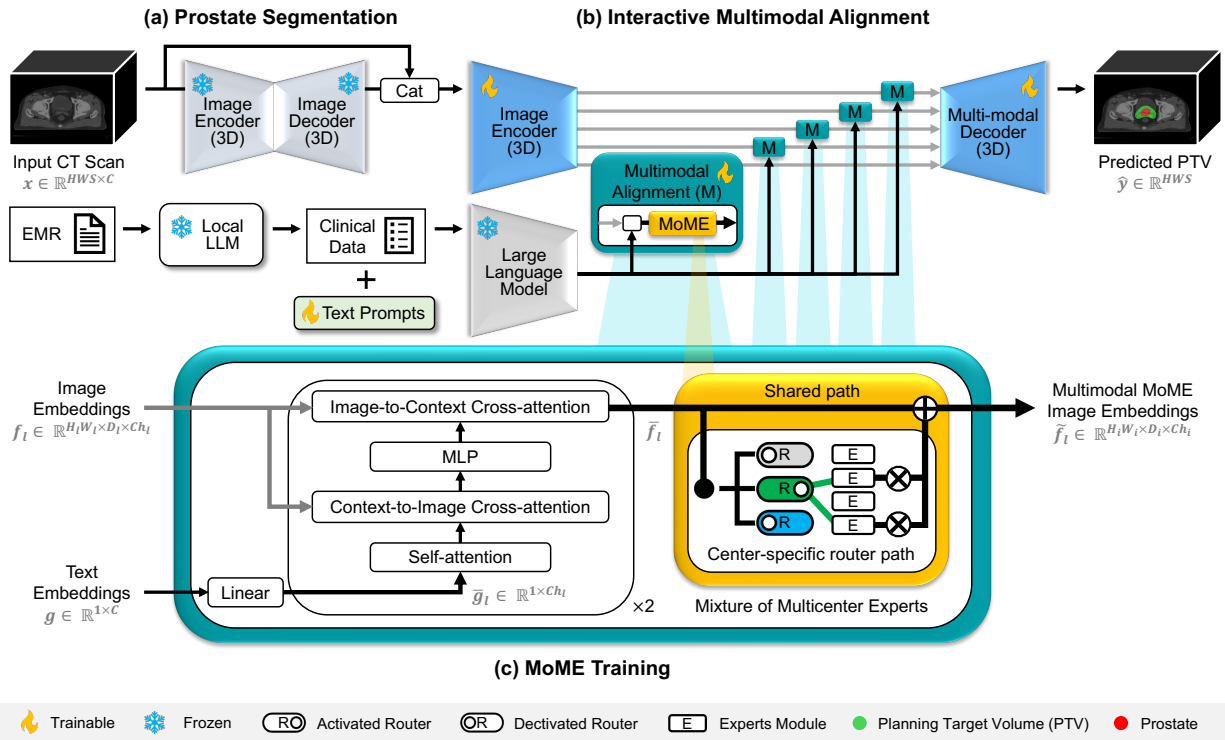 (a) Prostate Segmentation
(b) Interactive Multimodal Alignment
Image
Encoder
(3D)
Image
Decoder
(3D)
Cat
Image
Encoder
(3D)
M
M
M
M
Multi-modal
Decoder
(3D)
Input CT Scan
x ∈ ℝ^{HWS×C}
Predicted PTV
ŷ ∈ ℝ^{HWS}
Multimodal
Alignment (M)
MoME
EMR
Local
LLM
Clinical
Data
+
Text Prompts
Large
Language
Model
Image
Embeddings
f_l ∈ ℝ^{H_lW_l×D_l×Ch_l}
Image-to-Context Cross-attention
MLP
Context-to-Image Cross-attention
Self-attention
Text
Embeddings
g ∈ ℝ^{1×C}
Linear
ḡ_l ∈ ℝ^{1×Ch_l}
×2
f̄_l
Shared path
R
R
R
E
E
E
E
Center-specific router path
Mixture of Multicenter Experts
Multimodal MoME
Image Embeddings
f̃_l ∈ ℝ^{H_iW_i×D_i×Ch_i}
(c) MoME Training
Trainable
Frozen
R Activated Router
R Dectivated Router
E Experts Module
Planning Target Volume (PTV)
Prostate